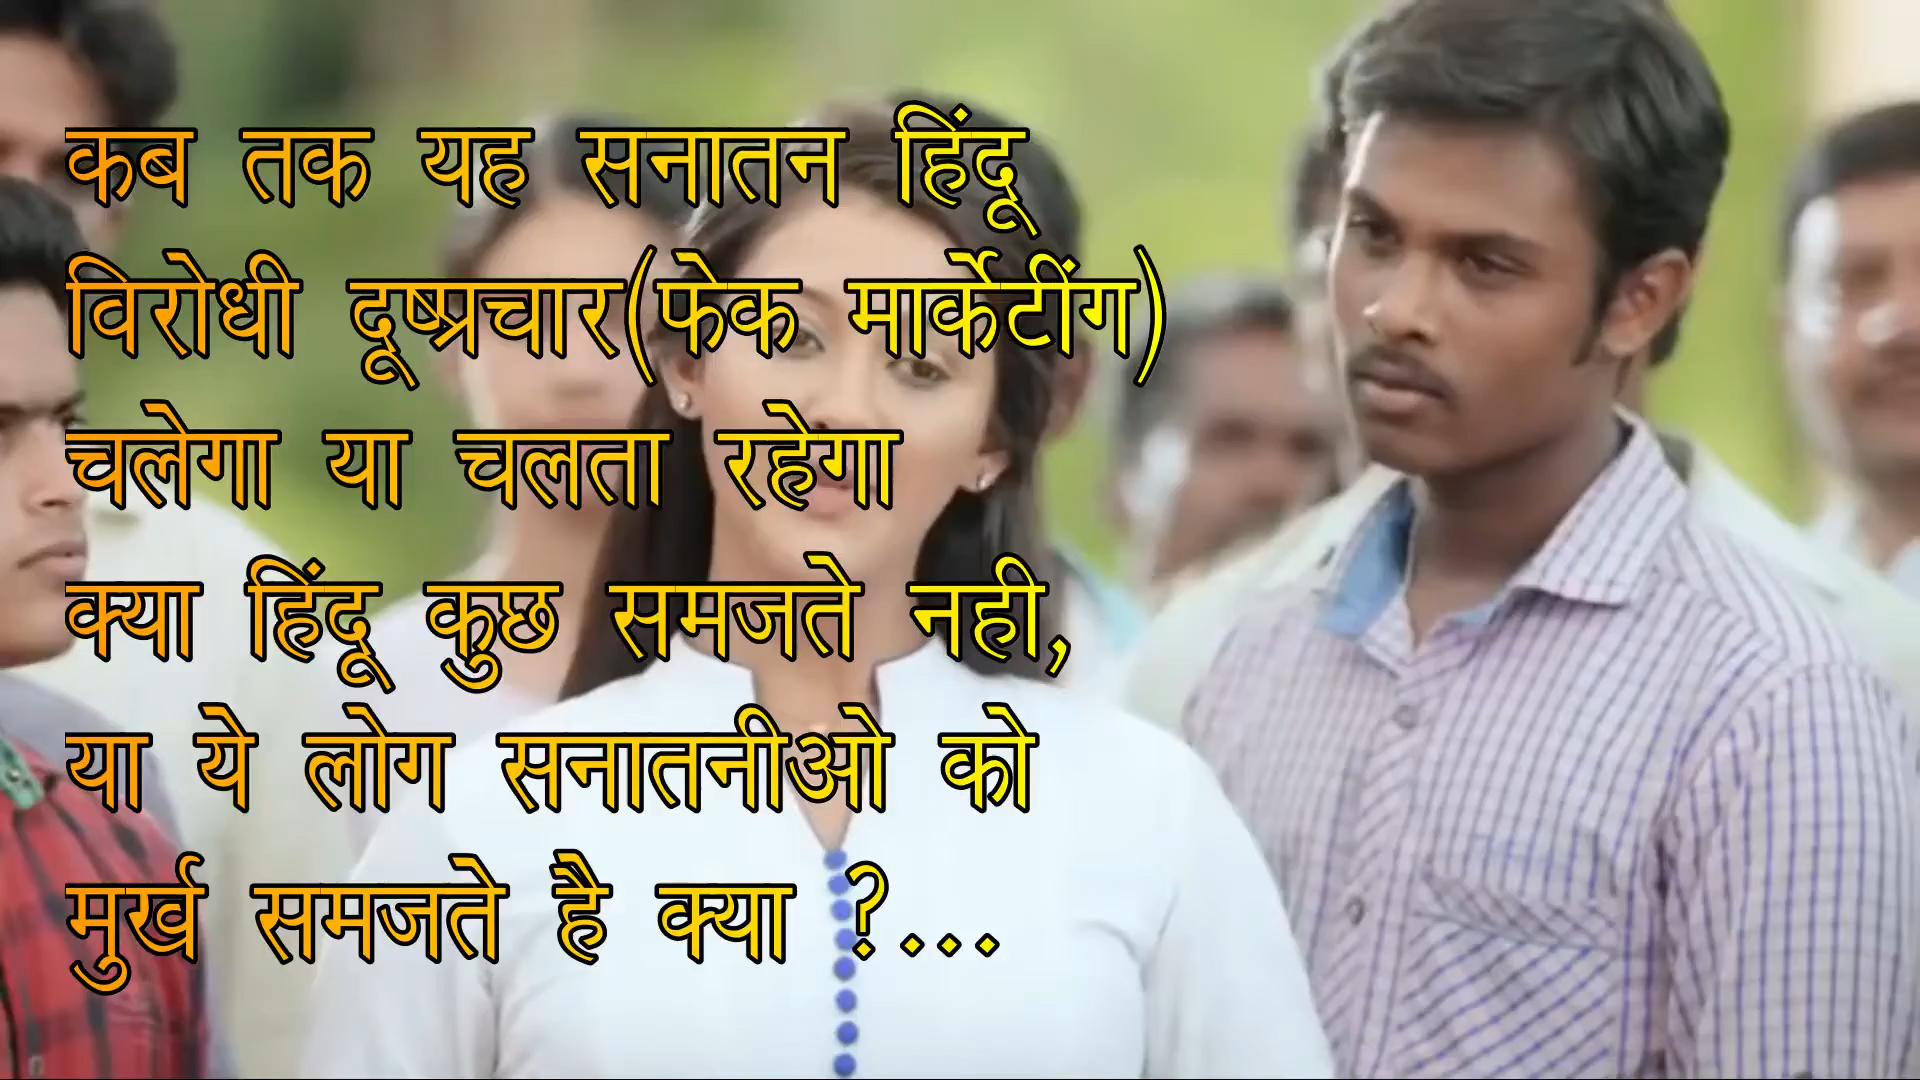 कब तक यह सनातन हिंदू
विरोधी दूष्प्रचार(फेक मार्केटींग)
चलेगा या चलता रहेगा
क्या हिंदू कुछ समजते नही,
या ये लोग सनातनीओ को
मुर्ख समजते है क्या ?...